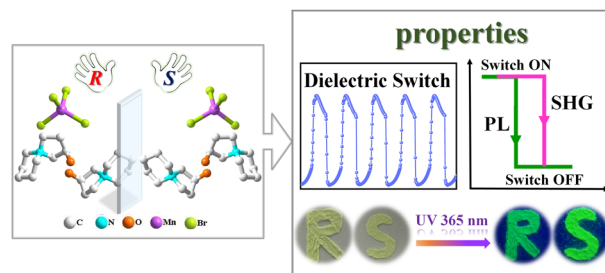 R
S
C
N
O
Mn
Br
properties
Dielectric Switch
Switch ON
SHG
PL
Switch OFF
R S
UV 365 nm
R S